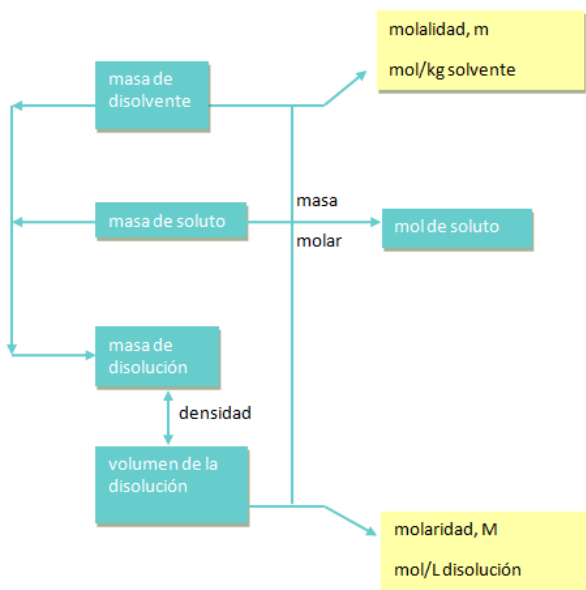 molalidad, m
mol/kg solvente
masa de
disolvente
masa de soluto
masa
molar
mol de soluto
masa de
disolución
densidad
volumen de la
disolución
molaridad, M
mol/L disolución